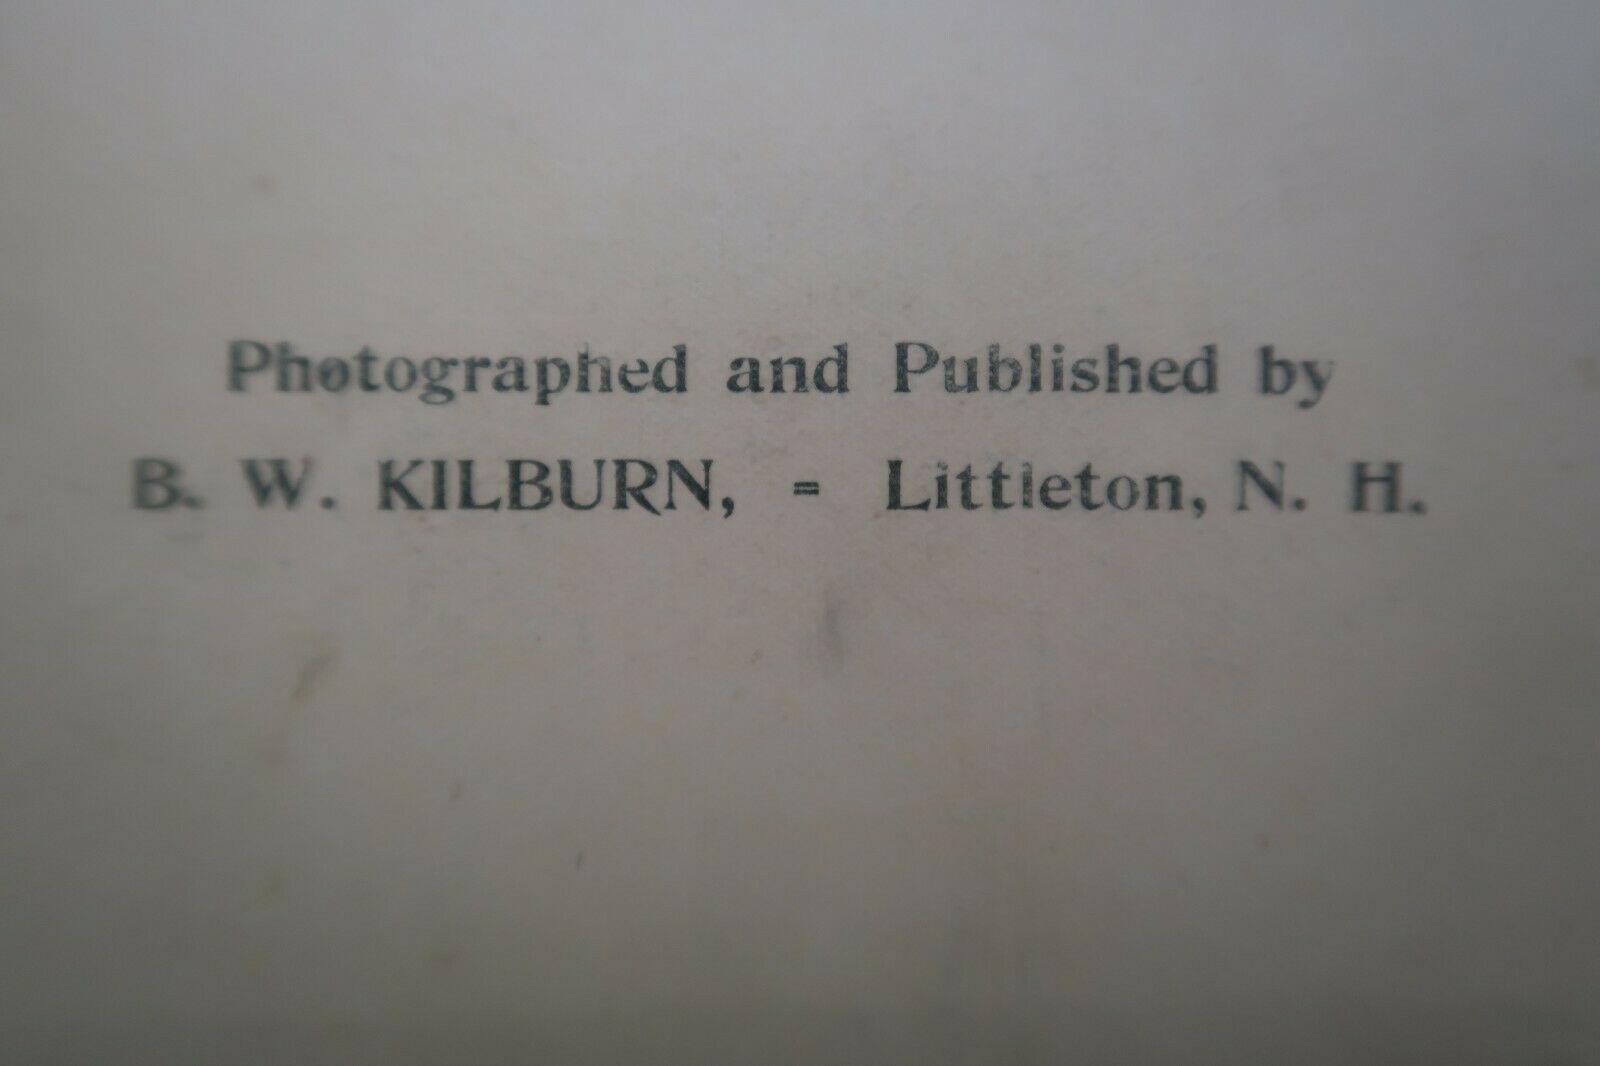 Photographed and Published by
B. W. KILBURN, = Littleton, N. H.